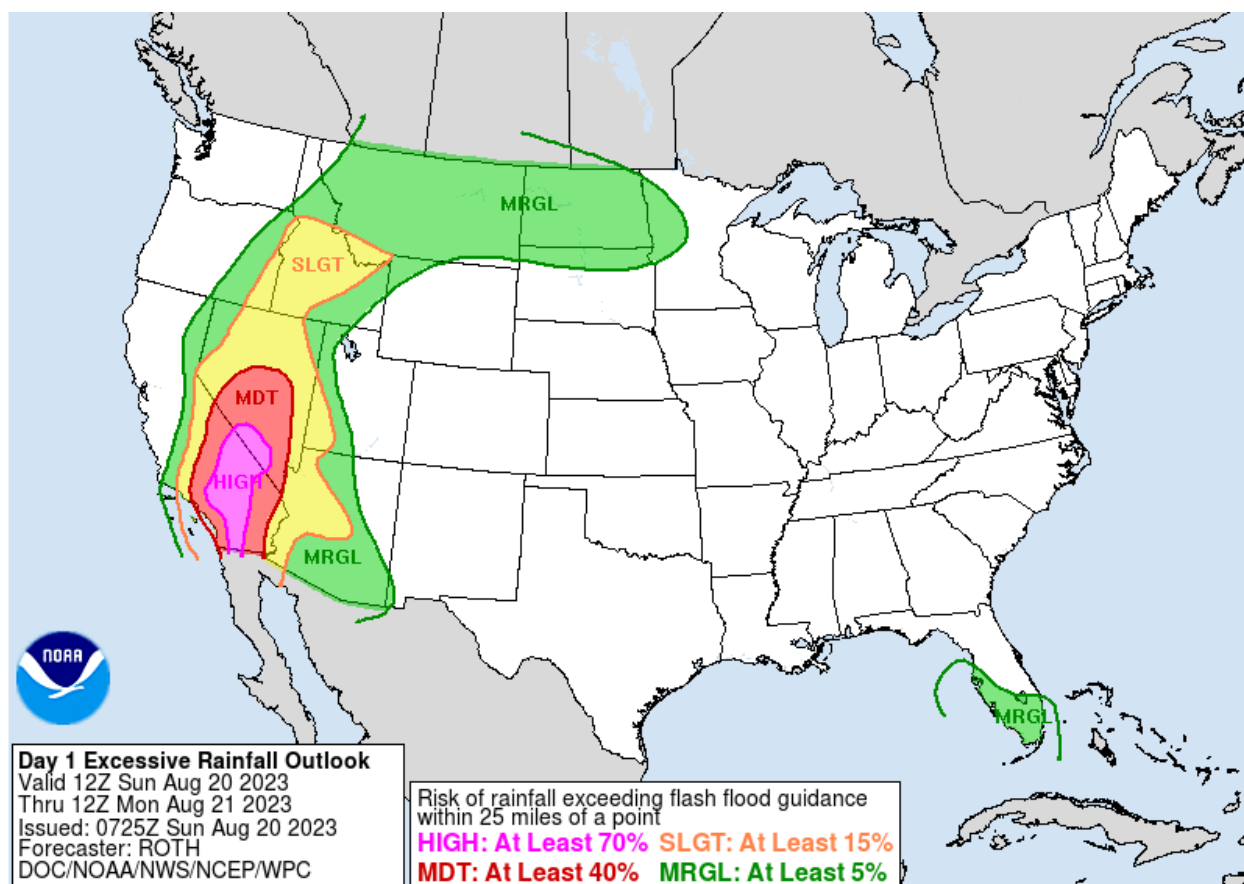 MRGL
SLGT
MDT
HIGH
MRGL
MRGL
NOAA
Day 1 Excessive Rainfall Outlook
Valid 12Z Sun Aug 20 2023
Thru 12Z Mon Aug 21 2023
Issued: 0725Z Sun Aug 20 2023
Forecaster: ROTH
DOC/NOAA/NWS/NCEP/WPC
Risk of rainfall exceeding flash flood guidance
within 25 miles of a point
HIGH: At Least 70% SLGT: At Least 15%
MDT: At Least 40% MRGL: At Least 5%